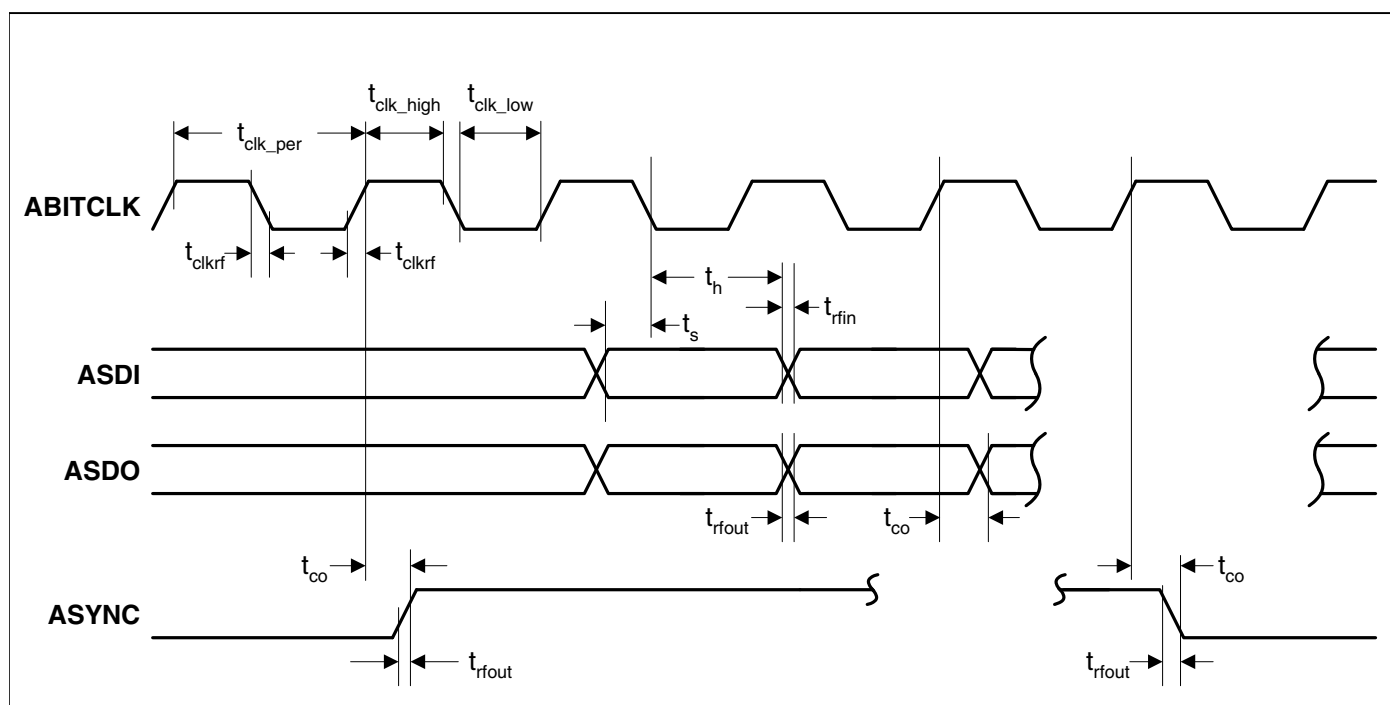 t_clk_high t_clk_low
t_clk_per
ABITCLK
t_clkrf t_clkrf
t_h
t_rfin
t_s
ASDI
ASDO
t_rfout t_co
t_co t_co
ASYNC
t_rfout t_rfout